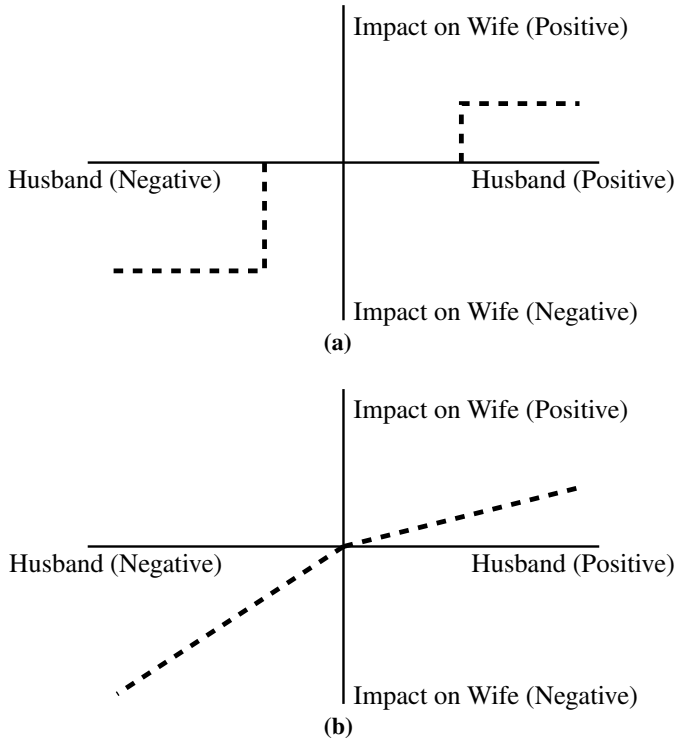 Impact on Wife (Positive)
Husband (Negative)
Husband (Positive)
Impact on Wife (Negative)
(a)
Impact on Wife (Positive)
Husband (Negative)
Husband (Positive)
Impact on Wife (Negative)
(b)